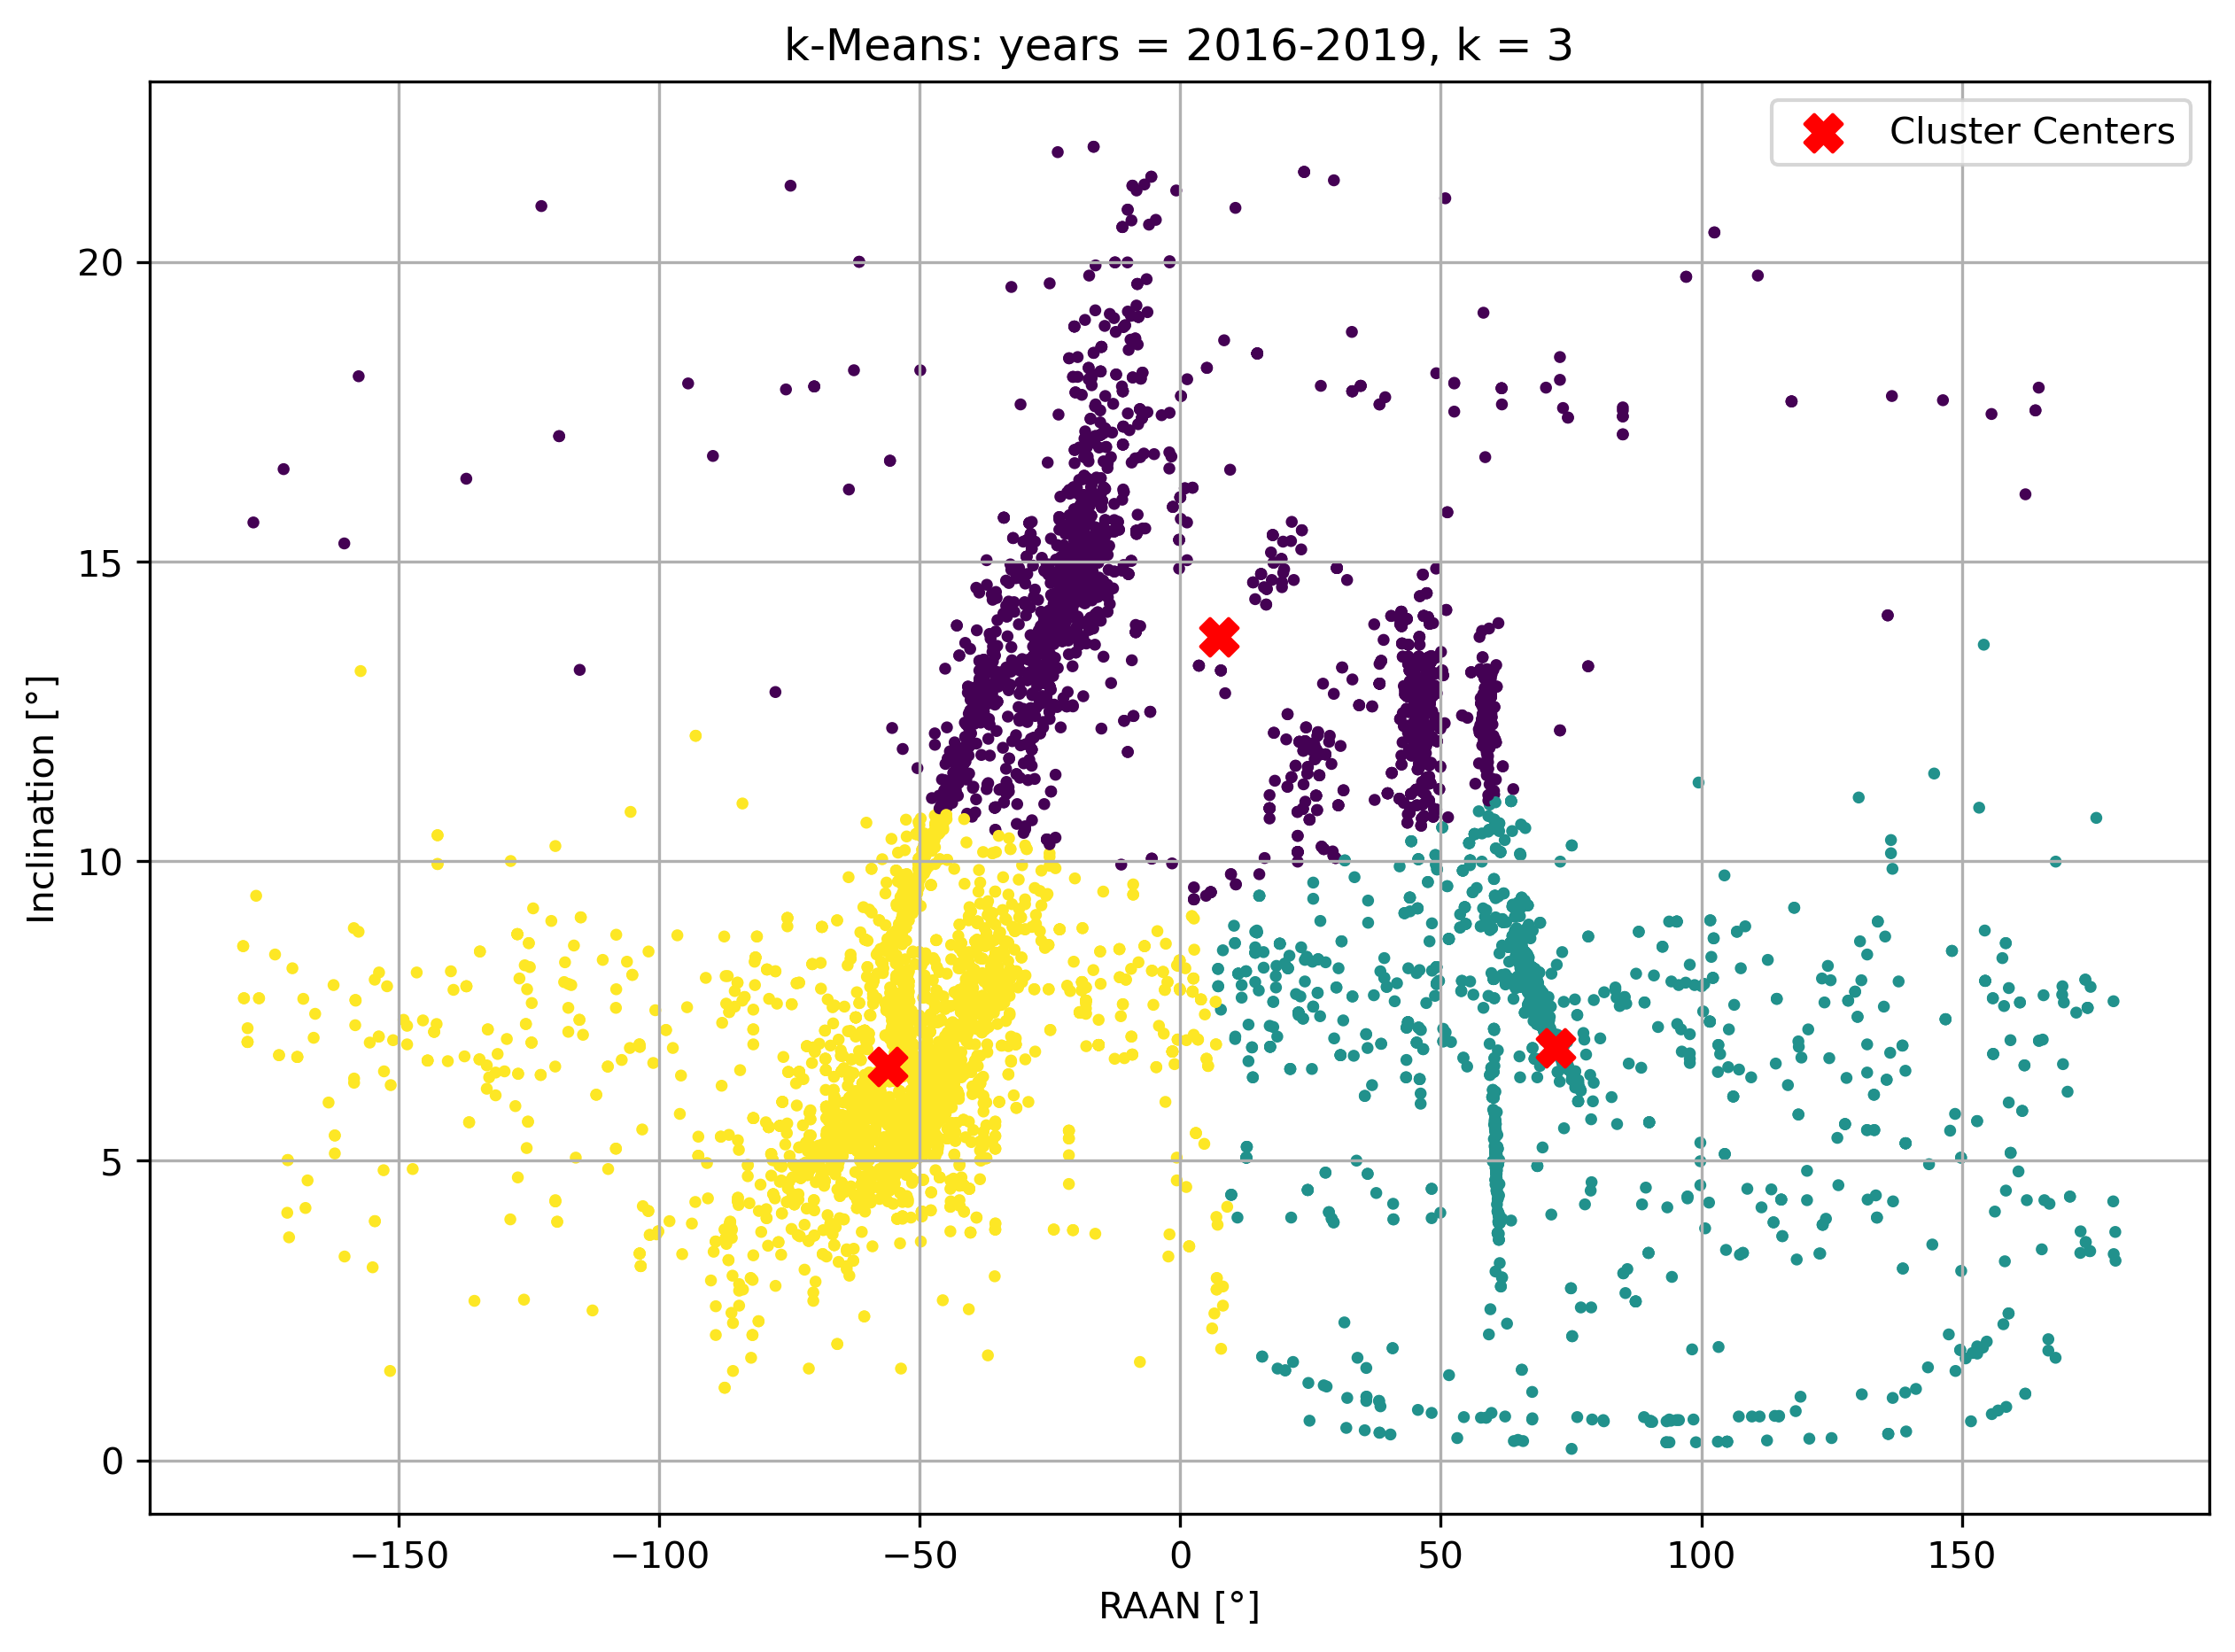 k-Means: years = 2016-2019, k = 3
Cluster Centers
20
15
10
5
0
Inclination [°]
−150 −100 −50 0 50 100 150
RAAN [°]